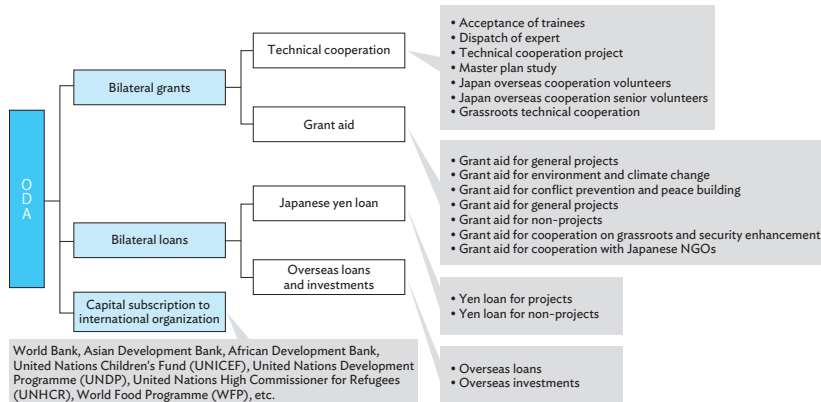 ODA
Bilateral grants
Technical cooperation
• Acceptance of trainees
• Dispatch of expert
• Technical cooperation project
• Master plan study
• Japan overseas cooperation volunteers
• Japan overseas cooperation senior volunteers
• Grassroots technical cooperation
Grant aid
• Grant aid for general projects
• Grant aid for environment and climate change
• Grant aid for conflict prevention and peace building
• Grant aid for general projects
• Grant aid for non-projects
• Grant aid for cooperation on grassroots and security enhancement
• Grant aid for cooperation with Japanese NGOs
Bilateral loans
Japanese yen loan
• Yen loan for projects
• Yen loan for non-projects
Overseas loans
and investments
• Overseas loans
• Overseas investments
Capital subscription to
international organization
World Bank, Asian Development Bank, African Development Bank,
United Nations Children's Fund (UNICEF), United Nations Development
Programme (UNDP), United Nations High Commissioner for Refugees
(UNHCR), World Food Programme (WFP), etc.